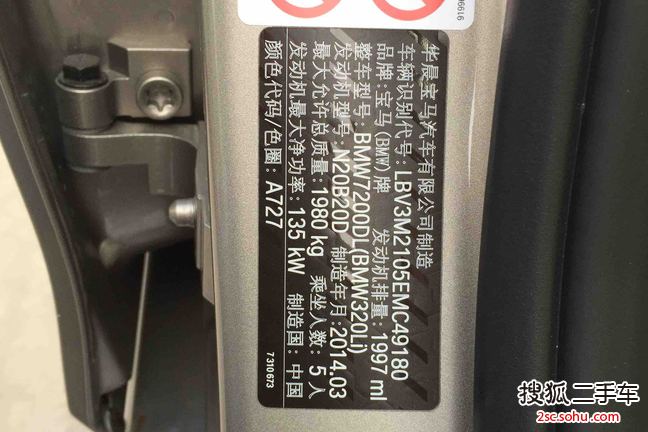 华晨宝马汽车有限公司制造
车辆识别代号: LBV3M2105EMC49180
品牌: 宝马(BMW)牌 发动机排量: 1997 ml
整车型号: BMW7200DL(BMW320Li)
发动机型号: N20B20D 制造年月: 2014.03
最大允许总质量: 1980 kg 乘坐人数: 5人
发动机最大净功率: 135 kW 制造国: 中国
颜色代码/色圈: A727
7 310 673
搜狐二手车
2sc.sohu.com